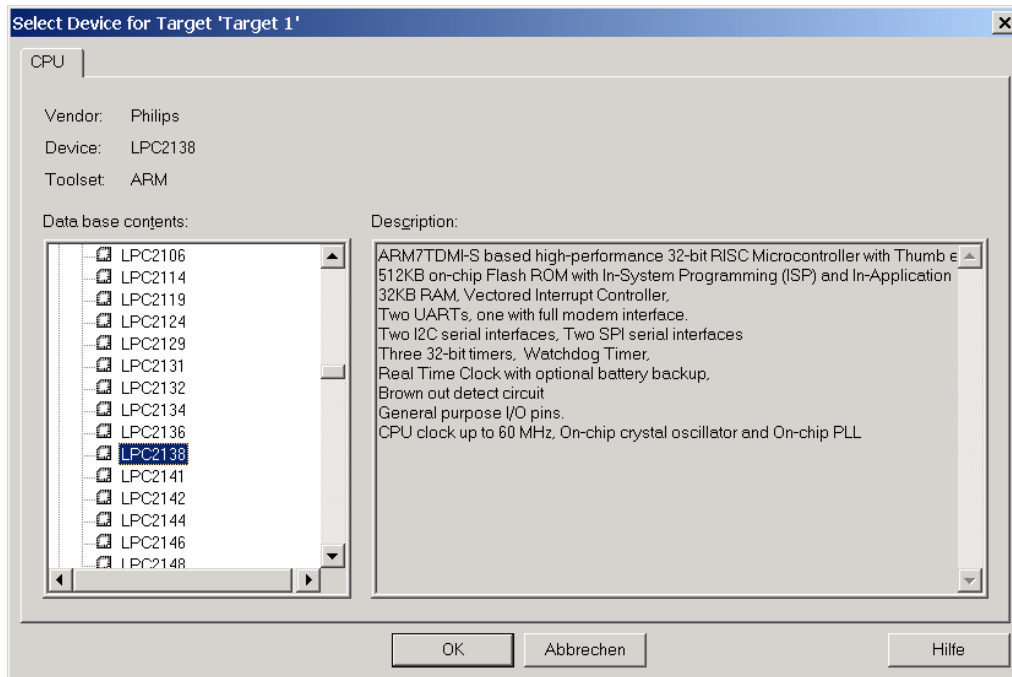 Select Device for Target 'Target 1'
CPU
Vendor: Philips
Device: LPC2138
Toolset: ARM
Data base contents:
LPC2106
LPC2114
LPC2119
LPC2124
LPC2129
LPC2131
LPC2132
LPC2134
LPC2136
LPC2138
LPC2141
LPC2142
LPC2144
LPC2146
LPC2148
Description:
ARM7TDMI-S based high-performance 32-bit RISC Microcontroller with Thumb e
512KB on-chip Flash ROM with In-System Programming (ISP) and In-Application
32KB RAM, Vectored Interrupt Controller,
Two UARTs, one with full modem interface.
Two I2C serial interfaces, Two SPI serial interfaces
Three 32-bit timers, Watchdog Timer,
Real Time Clock with optional battery backup,
Brown out detect circuit
General purpose I/O pins.
CPU clock up to 60 MHz, On-chip crystal oscillator and On-chip PLL
OK Abbrechen Hilfe